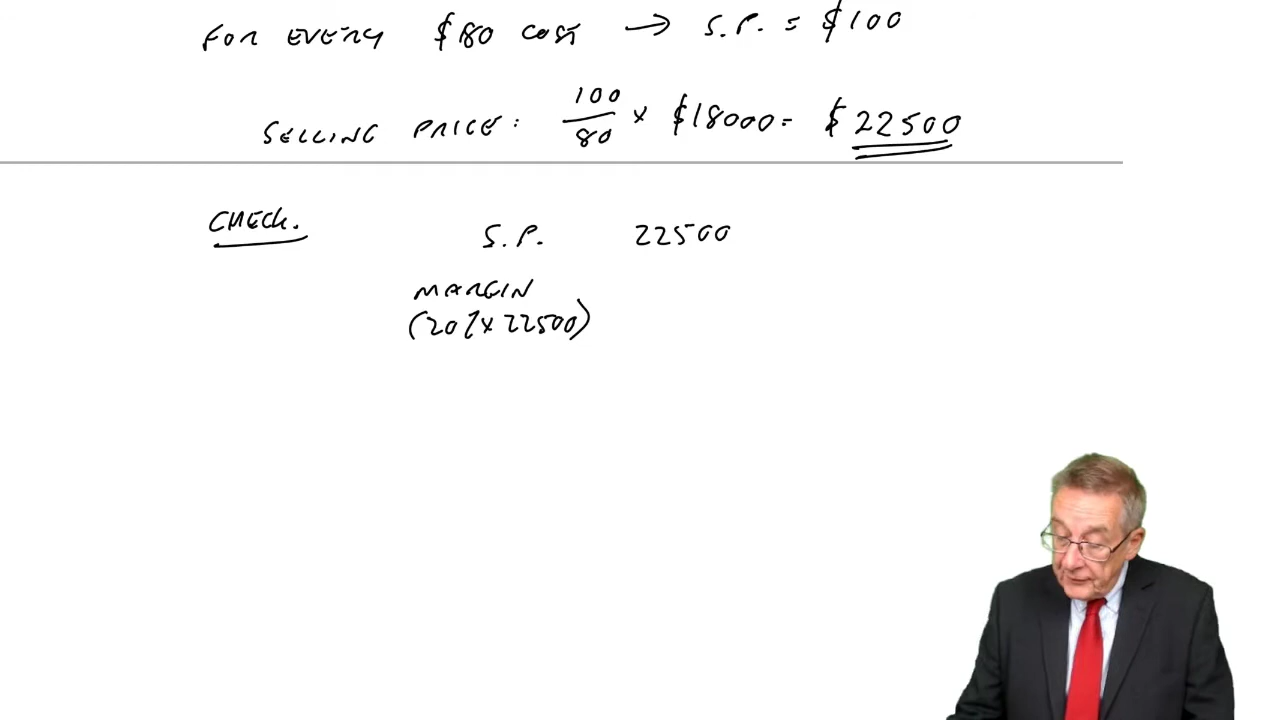 FOR EVERY $80 COST → S.P. = $100
SELLING PRICE: 100/80 × $18000 = $22500
CHECK.
S.P. 22500
MARGIN
(20% × 22500)